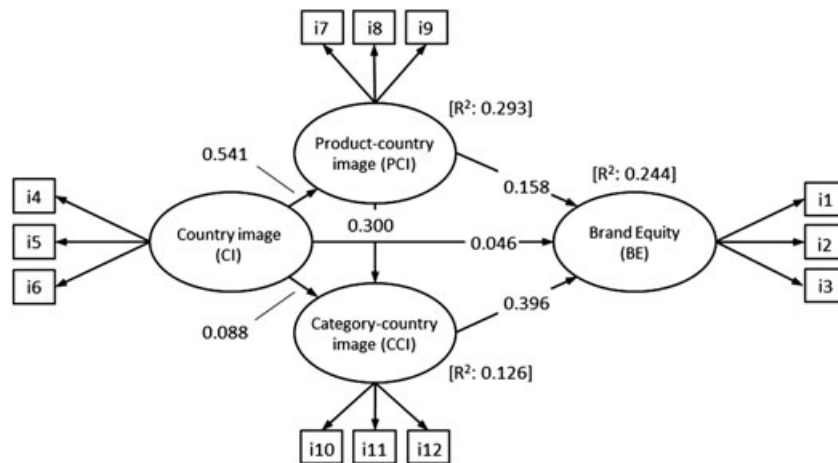 i7
i8
i9
[R²: 0.293]
Product-country
image (PCI)
0.541
0.158
[R²: 0.244]
i4
i5
i6
Country image
(CI)
0.300
0.046
Brand Equity
(BE)
i1
i2
i3
0.088
0.396
Category-country
image (CCI)
[R²: 0.126]
i10
i11
i12